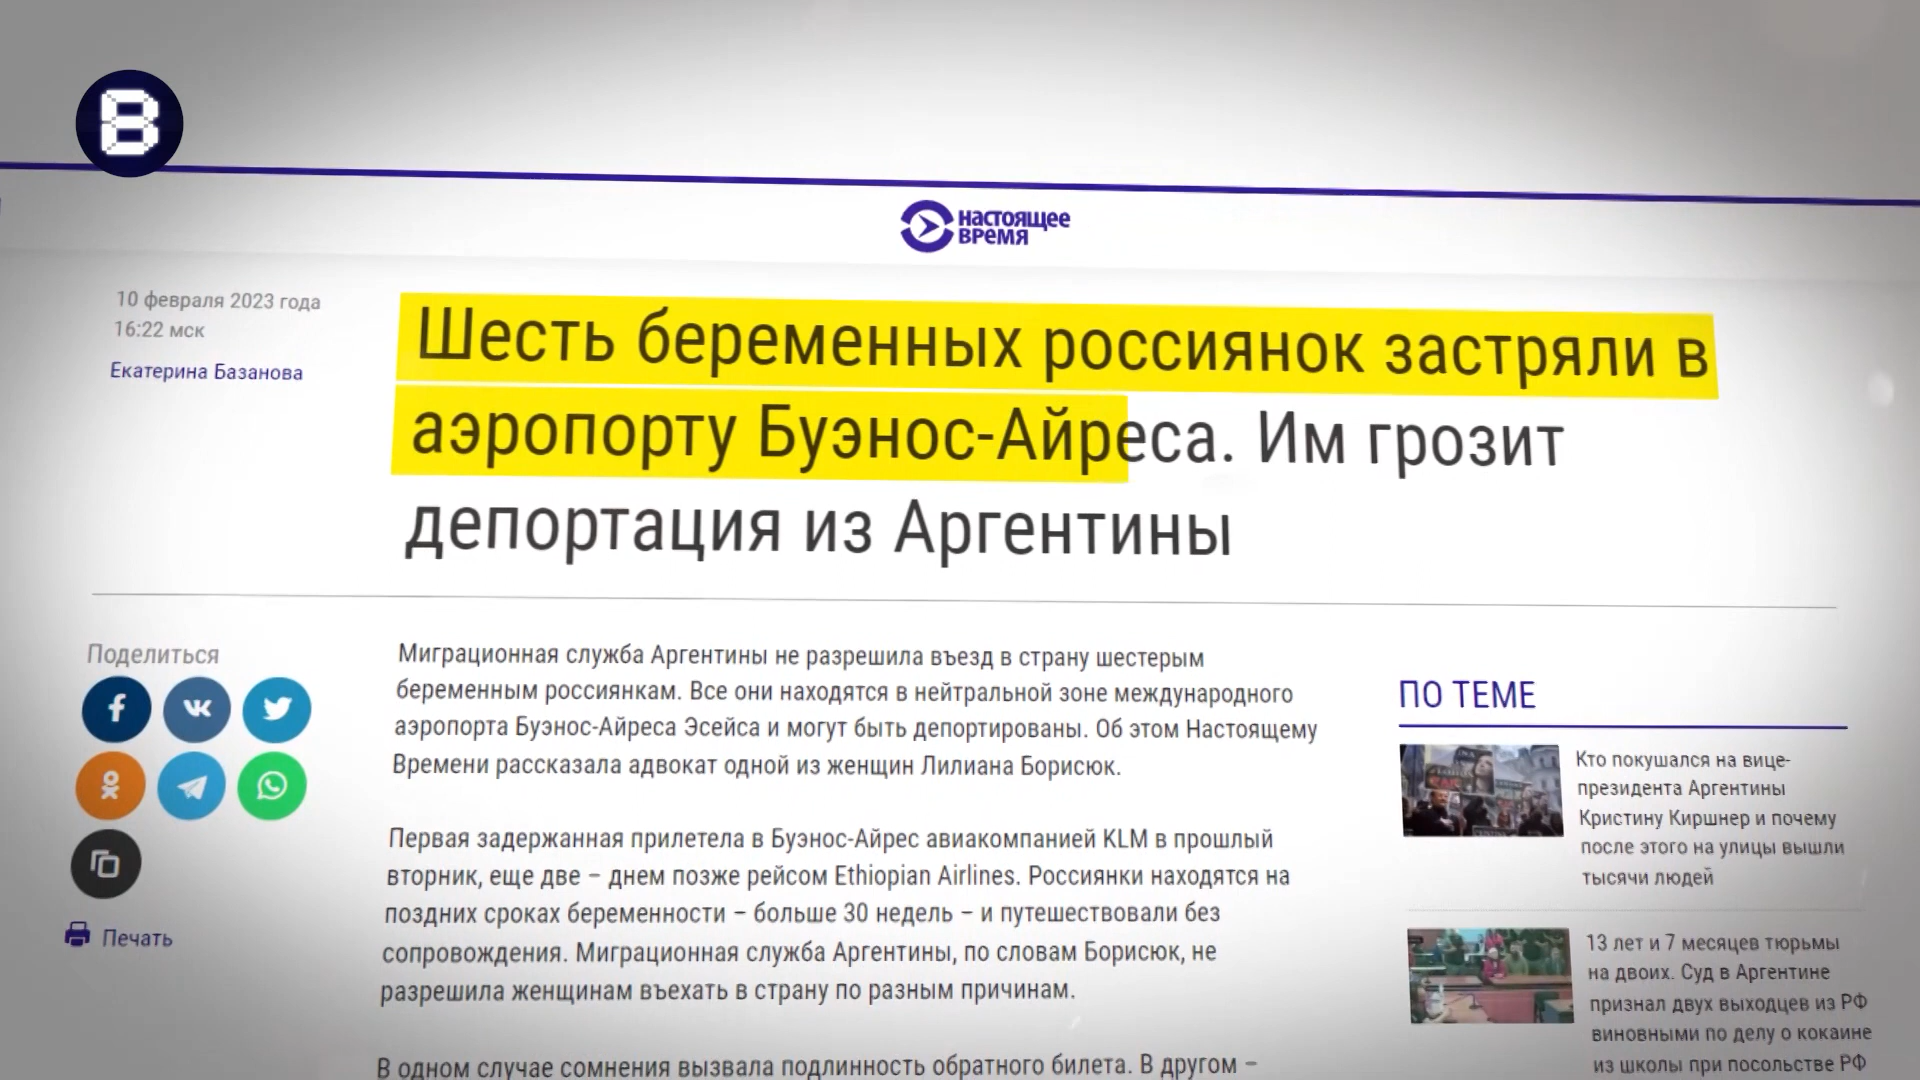 B
НАСТОЯЩЕЕ
ВРЕМЯ
10 февраля 2023 года
16:22 мск
Екатерина Базанова
Шесть беременных россиянок застряли в
аэропорту Буэнос-Айреса. Им грозит
депортация из Аргентины
Поделиться
Печать
Миграционная служба Аргентины не разрешила въезд в страну шестерым
беременным россиянкам. Все они находятся в нейтральной зоне международного
аэропорта Буэнос-Айреса Эсейса и могут быть депортированы. Об этом Настоящему
Времени рассказала адвокат одной из женщин Лилиана Борисюк.
Первая задержанная прилетела в Буэнос-Айрес авиакомпанией KLM в прошлый
вторник, еще две – днем позже рейсом Ethiopian Airlines. Россиянки находятся на
поздних сроках беременности – больше 30 недель – и путешествовали без
сопровождения. Миграционная служба Аргентины, по словам Борисюк, не
разрешила женщинам въехать в страну по разным причинам.
В одном случае сомнения вызвала подлинность обратного билета. В другом –
ПО ТЕМЕ
Кто покушался на вице-
президента Аргентины
Кристину Киршнер и почему
после этого на улицы вышли
тысячи людей
13 лет и 7 месяцев тюрьмы
на двоих. Суд в Аргентине
признал двух выходцев из РФ
виновными по делу о кокаине
из школы при посольстве РФ